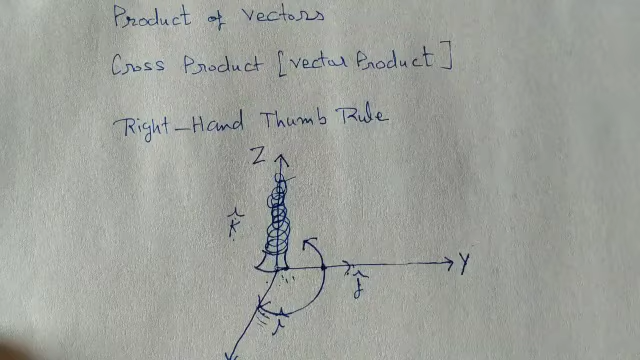 Product of vectors
Cross Product [vector Product]
Right-Hand Thumb Rule
Z
k̂
Y
ĵ
î